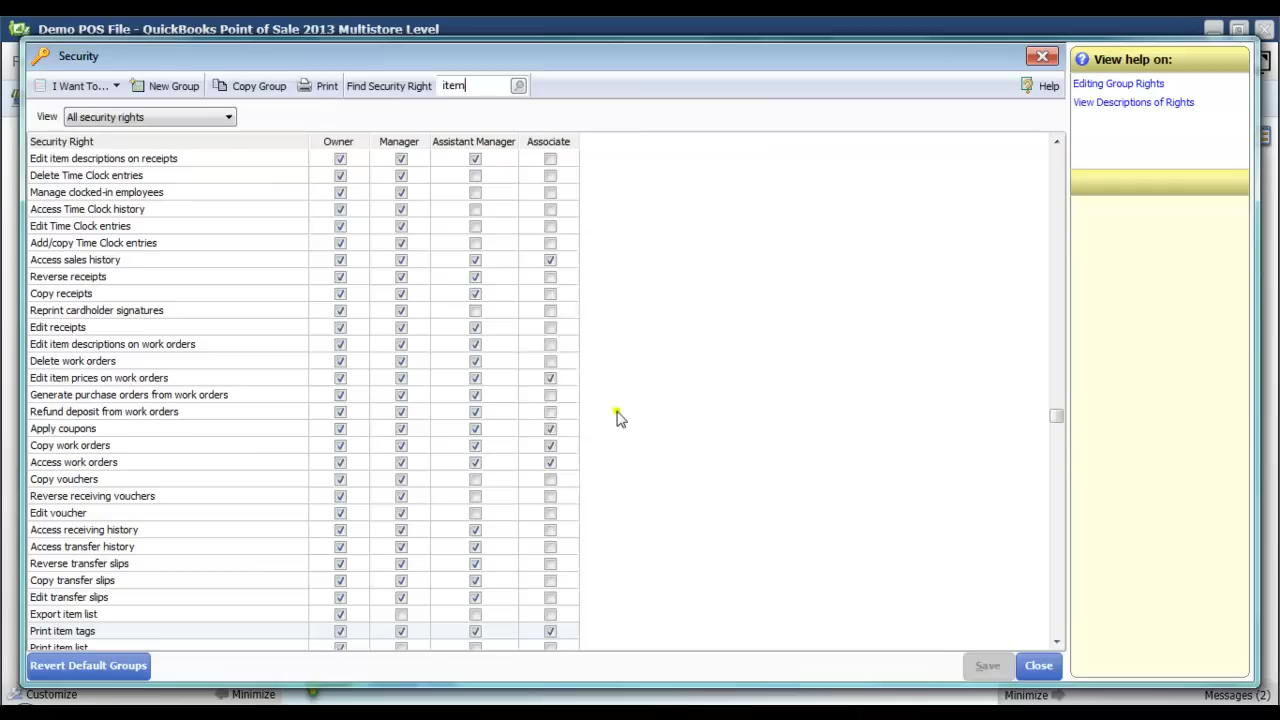 Demo POS File - QuickBooks Point of Sale 2013 Multistore Level
Security
I Want To... New Group Copy Group Print Find Security Right item Help
View All security rights
Security Right Owner Manager Assistant Manager Associate
Edit item descriptions on receipts
Delete Time Clock entries
Manage clocked-in employees
Access Time Clock history
Edit Time Clock entries
Add/copy Time Clock entries
Access sales history
Reverse receipts
Copy receipts
Reprint cardholder signatures
Edit receipts
Edit item descriptions on work orders
Delete work orders
Edit item prices on work orders
Generate purchase orders from work orders
Refund deposit from work orders
Apply coupons
Copy work orders
Access work orders
Copy vouchers
Reverse receiving vouchers
Edit voucher
Access receiving history
Access transfer history
Reverse transfer slips
Copy transfer slips
Edit transfer slips
Export item list
Print item tags
Print item list
Revert Default Groups Save Close
View help on:
Editing Group Rights
View Descriptions of Rights
Customize Minimize Minimize Messages (2)